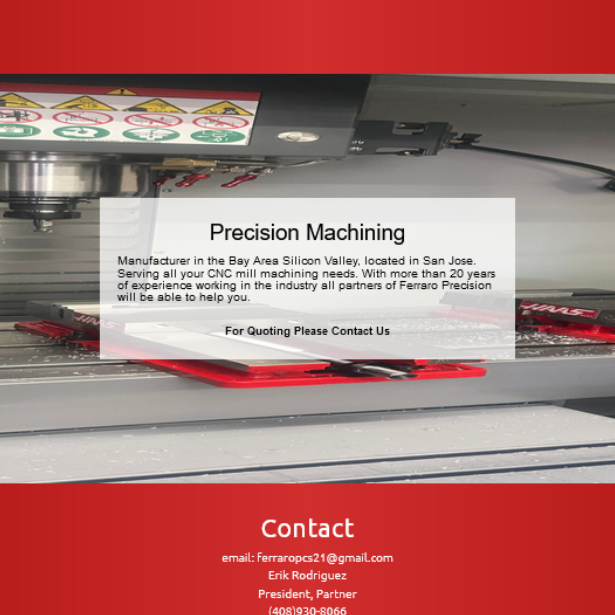 Precision Machining
Manufacturer in the Bay Area Silicon Valley, located in San Jose.
Serving all your CNC mill machining needs. With more than 20 years
of experience working in the industry all partners of Ferraro Precision
will be able to help you.
For Quoting Please Contact Us
HAAS
HAAS
Contact
email: ferraropcs21@gmail.com
Erik Rodriguez
President, Partner
(408)930-8066